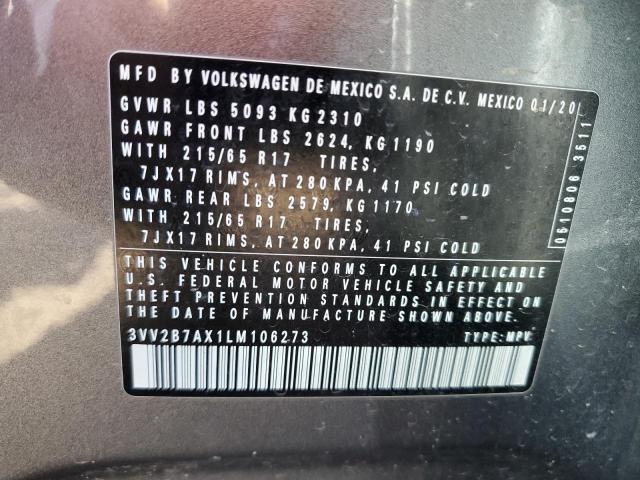 MFD BY VOLKSWAGEN DE MEXICO S.A. DE C.V. MEXICO 01/20
GVWR LBS 5093 KG 2310
GAWR FRONT LBS 2624, KG 1190
WITH 215/65 R17 TIRES,
7JX17 RIMS, AT 280 KPA, 41 PSI COLD
GAWR REAR LBS 2579, KG 1170
WITH 215/65 R17 TIRES,
7JX17 RIMS, AT 280 KPA, 41 PSI COLD
THIS VEHICLE CONFORMS TO ALL APPLICABLE
U.S. FEDERAL MOTOR VEHICLE SAFETY AND
THEFT PREVENTION STANDARDS IN EFFECT ON
THE DATE OF MANUFACTURE SHOWN ABOVE.
3VV2B7AX1LM106273 TYPE: MPV
0610806 3611